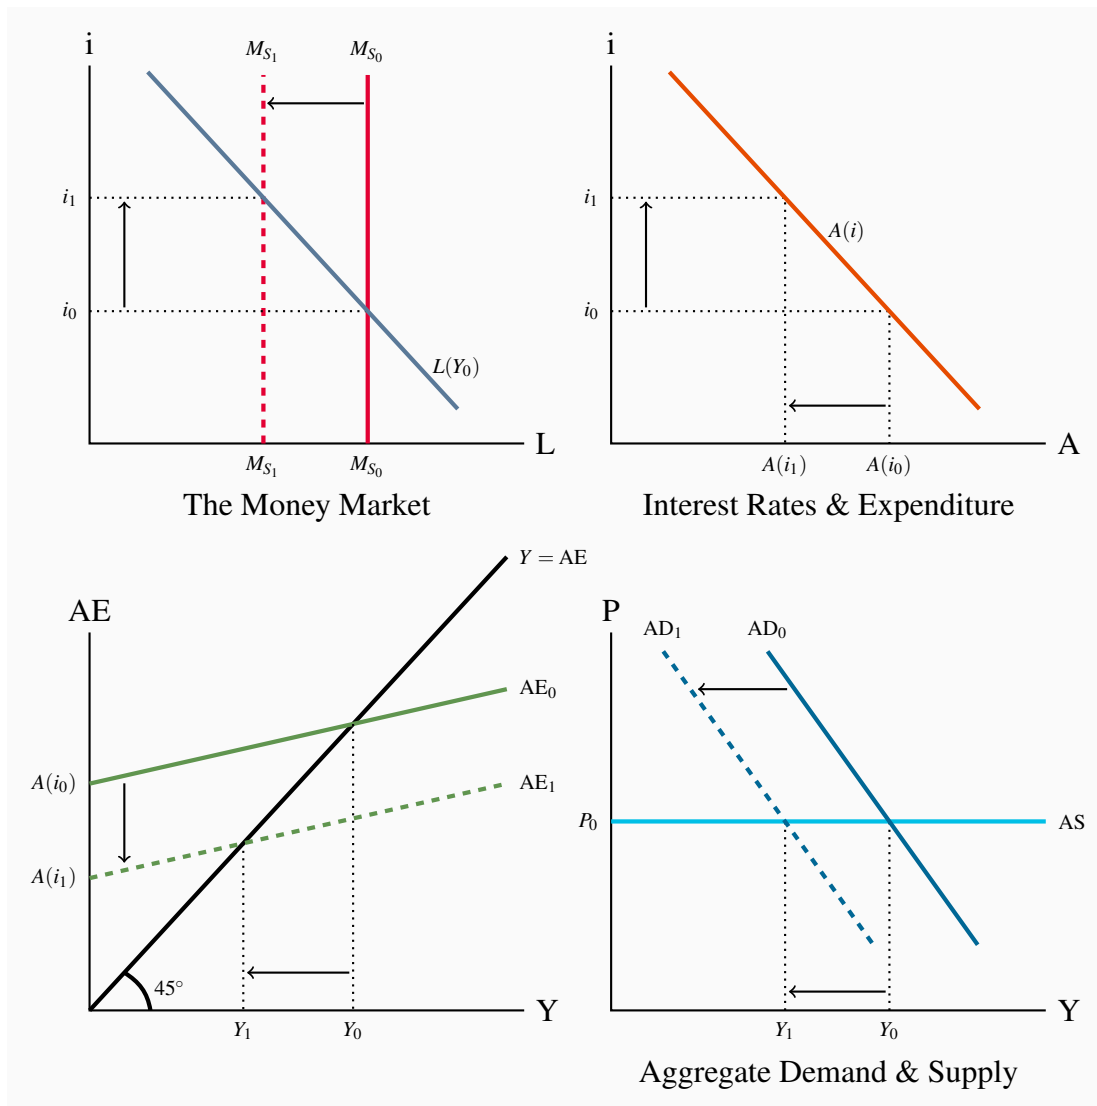 i
M_{S_1}
M_{S_0}
i_1
i_0
L(Y_0)
M_{S_1}
M_{S_0}
L
The Money Market
i
i_1
i_0
A(i)
A(i_1)
A(i_0)
A
Interest Rates & Expenditure
AE
Y = AE
AE_0
A(i_0)
AE_1
A(i_1)
45°
Y_1
Y_0
Y
P
AD_1
AD_0
P_0
AS
Y_1
Y_0
Y
Aggregate Demand & Supply